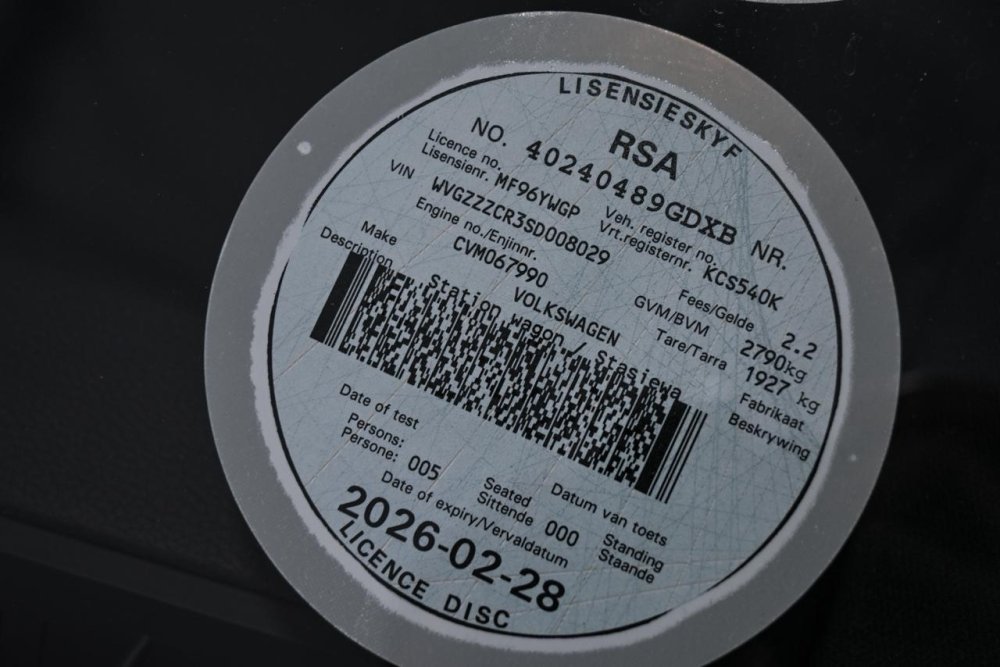 LISENSIESKYF
RSA
NO. 40240489GDXB NR.
Licence no. MF96YWGP Veh. register no. KCS540K
Lisensienr. Vrt.registernr.
VIN WVGZZZCR3SD008029 Fees/Gelde 2.2
Engine no./Enjinnr. CVM067990 GVM/BVM 2790kg
Tare/Tarra 1927 kg
Make VOLKSWAGEN Fabrikaat
Description Station wagon / Stasiewa Beskrywing
Date of test Datum van toets
Persons: 005 Seated 000 Standing
Persone: Sittende Staande
Date of expiry/Vervaldatum
2026-02-28
LICENCE DISC